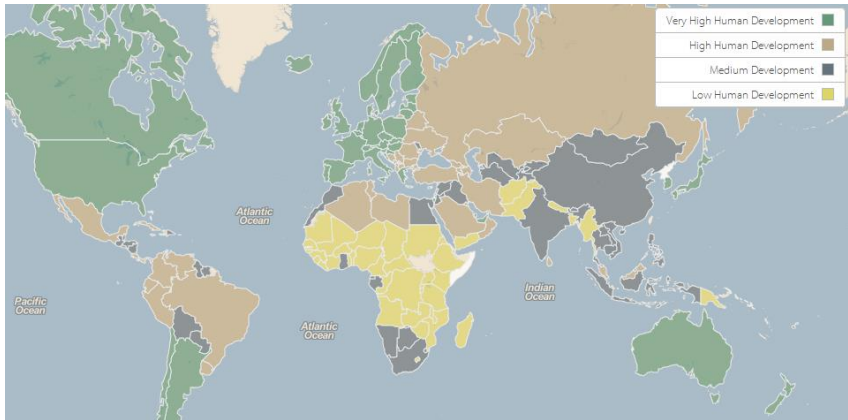 Very High Human Development
High Human Development
Medium Development
Low Human Development
Atlantic
Ocean
Pacific
Ocean
Atlantic
Ocean
Indian
Ocean